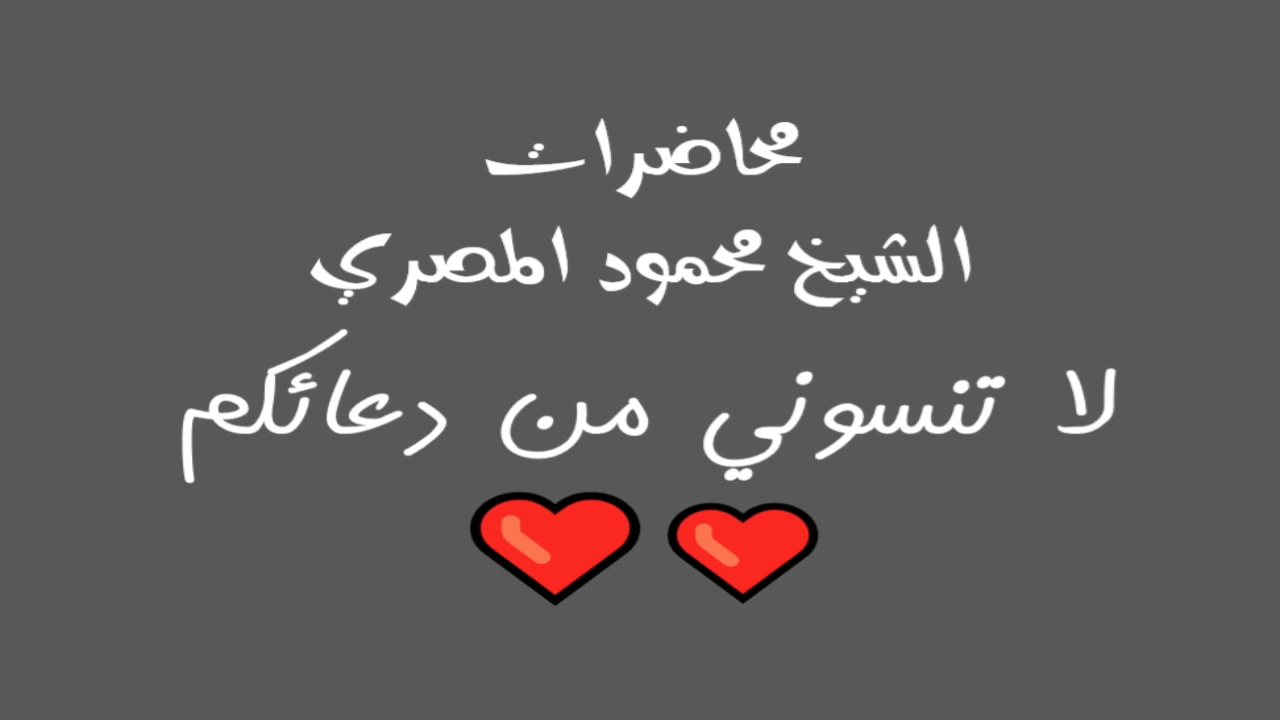 محاضرات
الشيخ محمود المصري
لا تنسوني من دعائكم